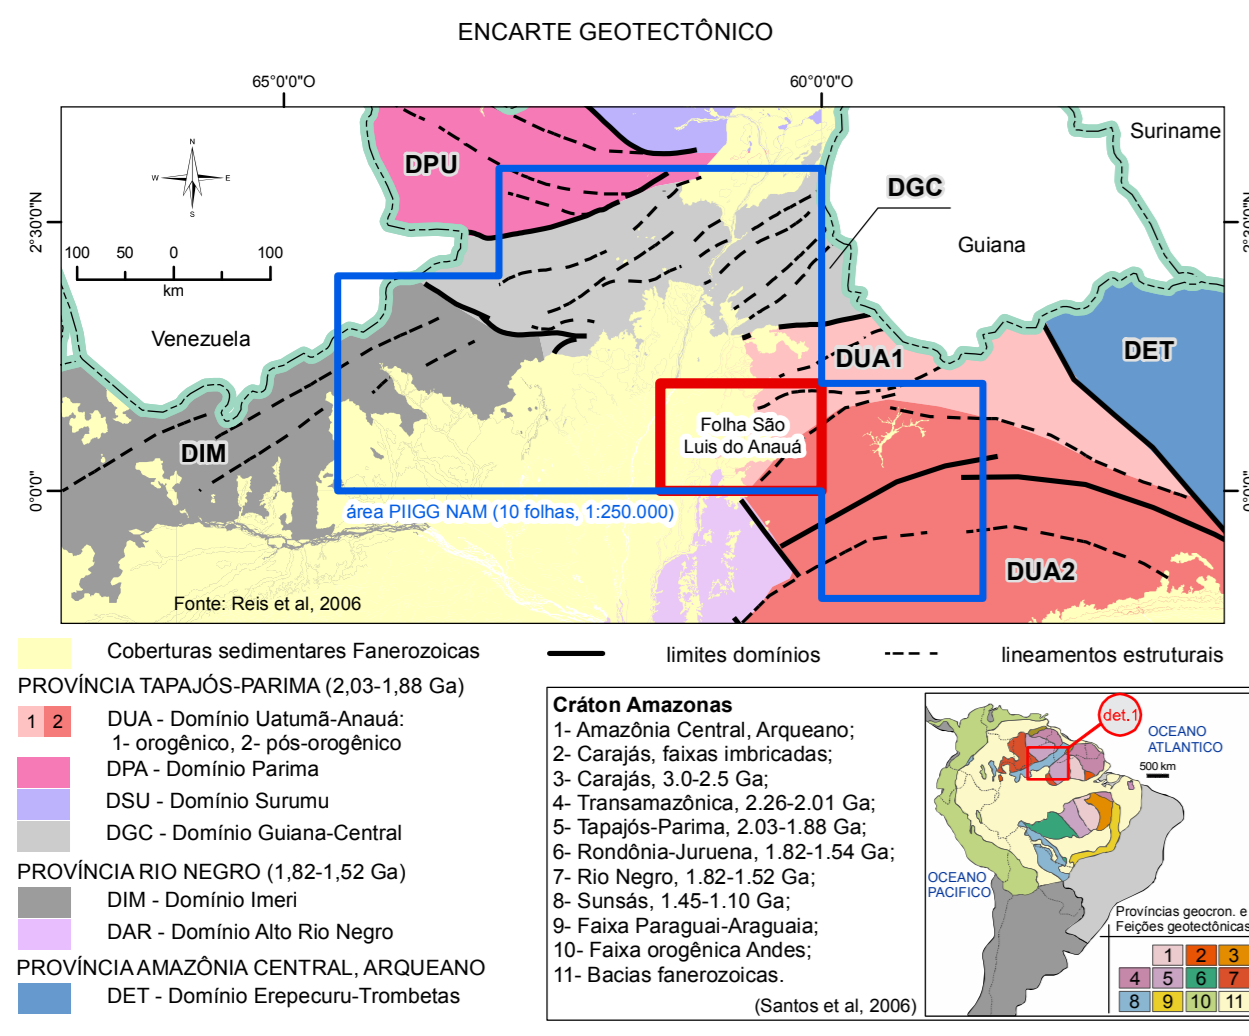 ENCARTE GEOTECTÔNICO
65°0'0"O
60°0'0"O
Suriname
N
W
E
S
DPU
DGC
2°30'0"N
2°30'0"N
Guiana
100 50 0 100
km
Venezuela
DUA1
DET
Folha São
Luis do Anauá
DIM
0°0'0"
0°0'0"
área PIIGG NAM (10 folhas, 1:250.000)
DUA2
Fonte: Reis et al, 2006
Coberturas sedimentares Fanerozoicas
limites domínios
lineamentos estruturais
PROVÍNCIA TAPAJÓS-PARIMA (2,03-1,88 Ga)
1 2
DUA - Domínio Uatumã-Anauá:
1- orogênico, 2- pós-orogênico
DPA - Domínio Parima
DSU - Domínio Surumu
DGC - Domínio Guiana-Central
PROVÍNCIA RIO NEGRO (1,82-1,52 Ga)
DIM - Domínio Imeri
DAR - Domínio Alto Rio Negro
PROVÍNCIA AMAZÔNIA CENTRAL, ARQUEANO
DET - Domínio Erepecuru-Trombetas
Cráton Amazonas
1- Amazônia Central, Arqueano;
2- Carajás, faixas imbricadas;
3- Carajás, 3.0-2.5 Ga;
4- Transamazônica, 2.26-2.01 Ga;
5- Tapajós-Parima, 2.03-1.88 Ga;
6- Rondônia-Juruena, 1.82-1.54 Ga;
7- Rio Negro, 1.82-1.52 Ga;
8- Sunsás, 1.45-1.10 Ga;
9- Faixa Paraguai-Araguaia;
10- Faixa orogênica Andes;
11- Bacias fanerozoicas.
(Santos et al, 2006)
det.1
OCEANO
ATLANTICO
500 km
OCEANO
PACIFICO
Províncias geocron. e
Feições geotectônicas
1 2 3
4 5 6 7
8 9 10 11